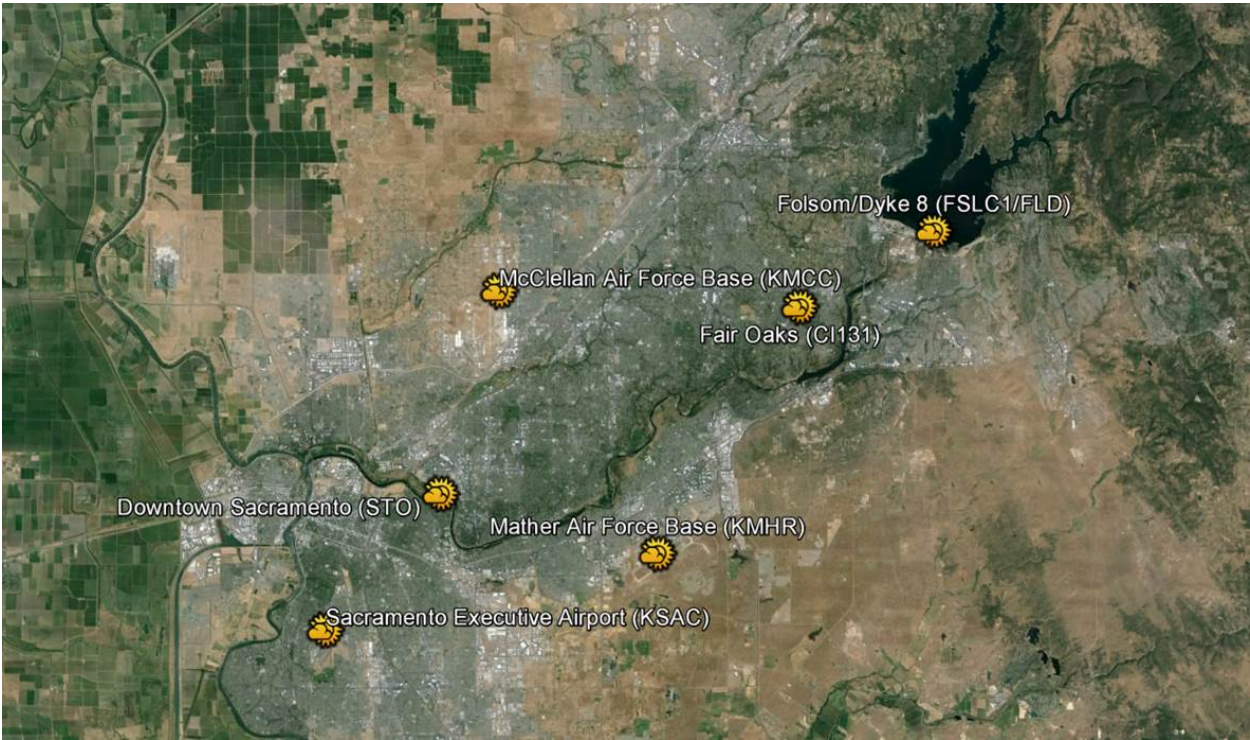 Folsom/Dyke 8 (FSLC1/FLD)
McClellan Air Force Base (KMCC)
Fair Oaks (CI131)
Downtown Sacramento (STO)
Mather Air Force Base (KMHR)
Sacramento Executive Airport (KSAC)